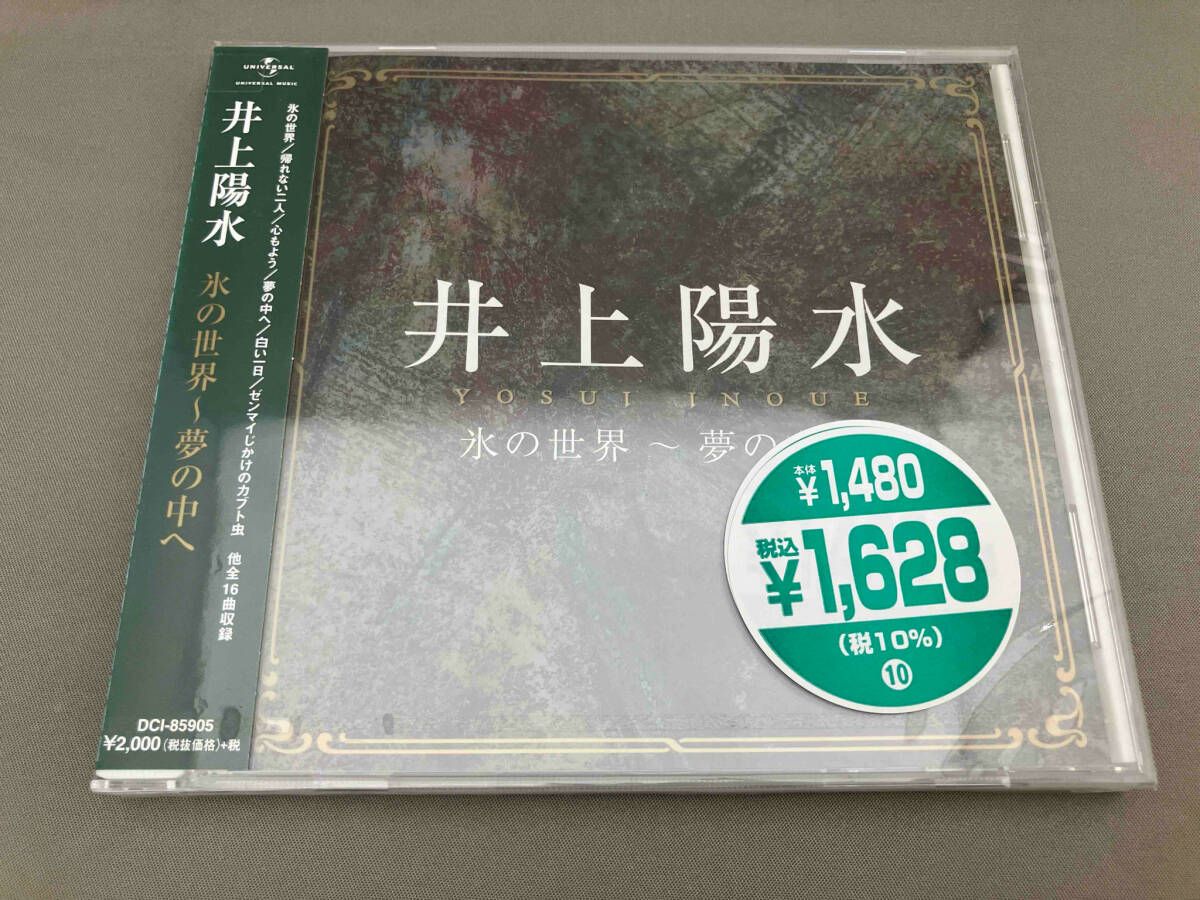 UNIVERSAL
UNIVERSAL MUSIC
井上陽水
氷の世界~夢の中へ
氷の世界/帰れない二人/心もよう/夢の中へ/白い一日/ゼンマイじかけのカブト虫 他全16曲収録
DCI-85905
¥2,000(税抜価格)+税
井上陽水
YOSUI INOUE
氷の世界 ~ 夢の
本体
¥1,480
税込
¥1,628
(税10%)
10